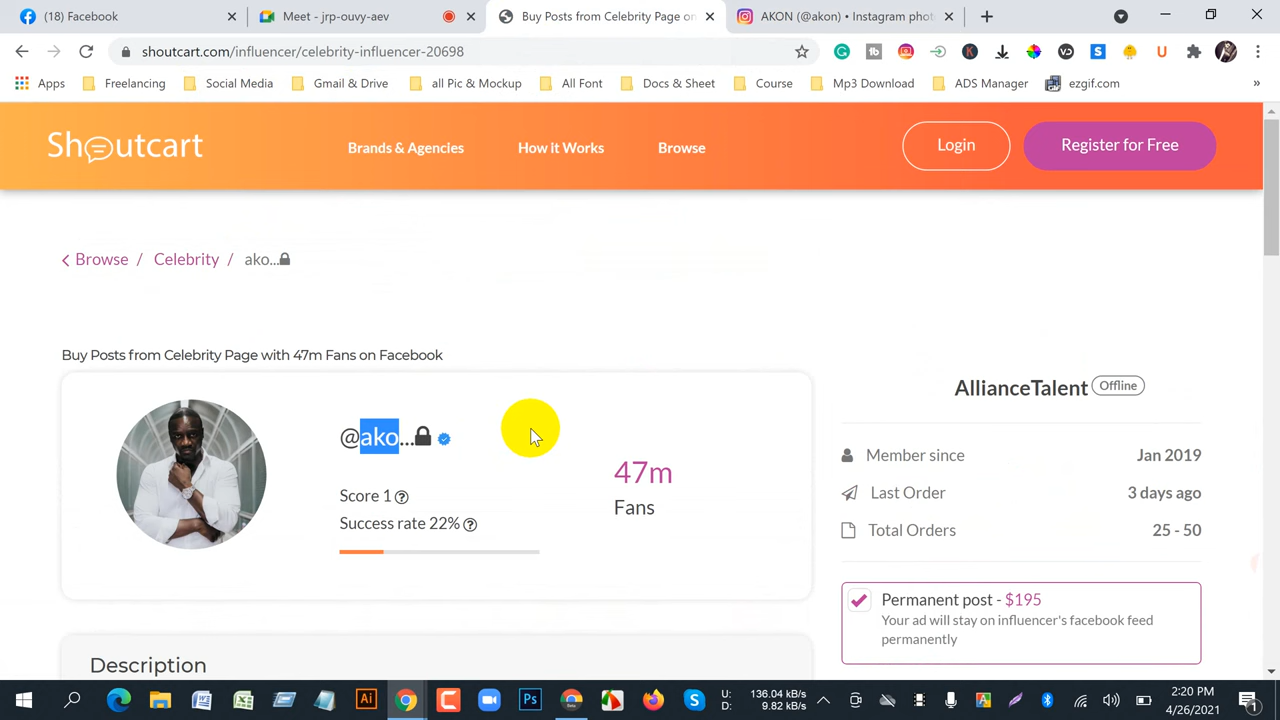 (18) Facebook
Meet - jrp-ouvy-aev
Buy Posts from Celebrity Page on
AKON (@akon) • Instagram phot
shoutcart.com/influencer/celebrity-influencer-20698
Apps
Freelancing
Social Media
Gmail & Drive
all Pic & Mockup
All Font
Docs & Sheet
Course
Mp3 Download
ADS Manager
ezgif.com
»
Shoutcart
Brands & Agencies
How it Works
Browse
Login
Register for Free
Browse / Celebrity / ako...
Buy Posts from Celebrity Page with 47m Fans on Facebook
@ako...
Score 1
Success rate 22%
47m
Fans
AllianceTalent Offline
Member since Jan 2019
Last Order 3 days ago
Total Orders 25 - 50
Permanent post - $195
Your ad will stay on influencer's facebook feed
permanently
Description
U: 136.04 kB/s
D: 9.82 kB/s
2:20 PM
4/26/2021